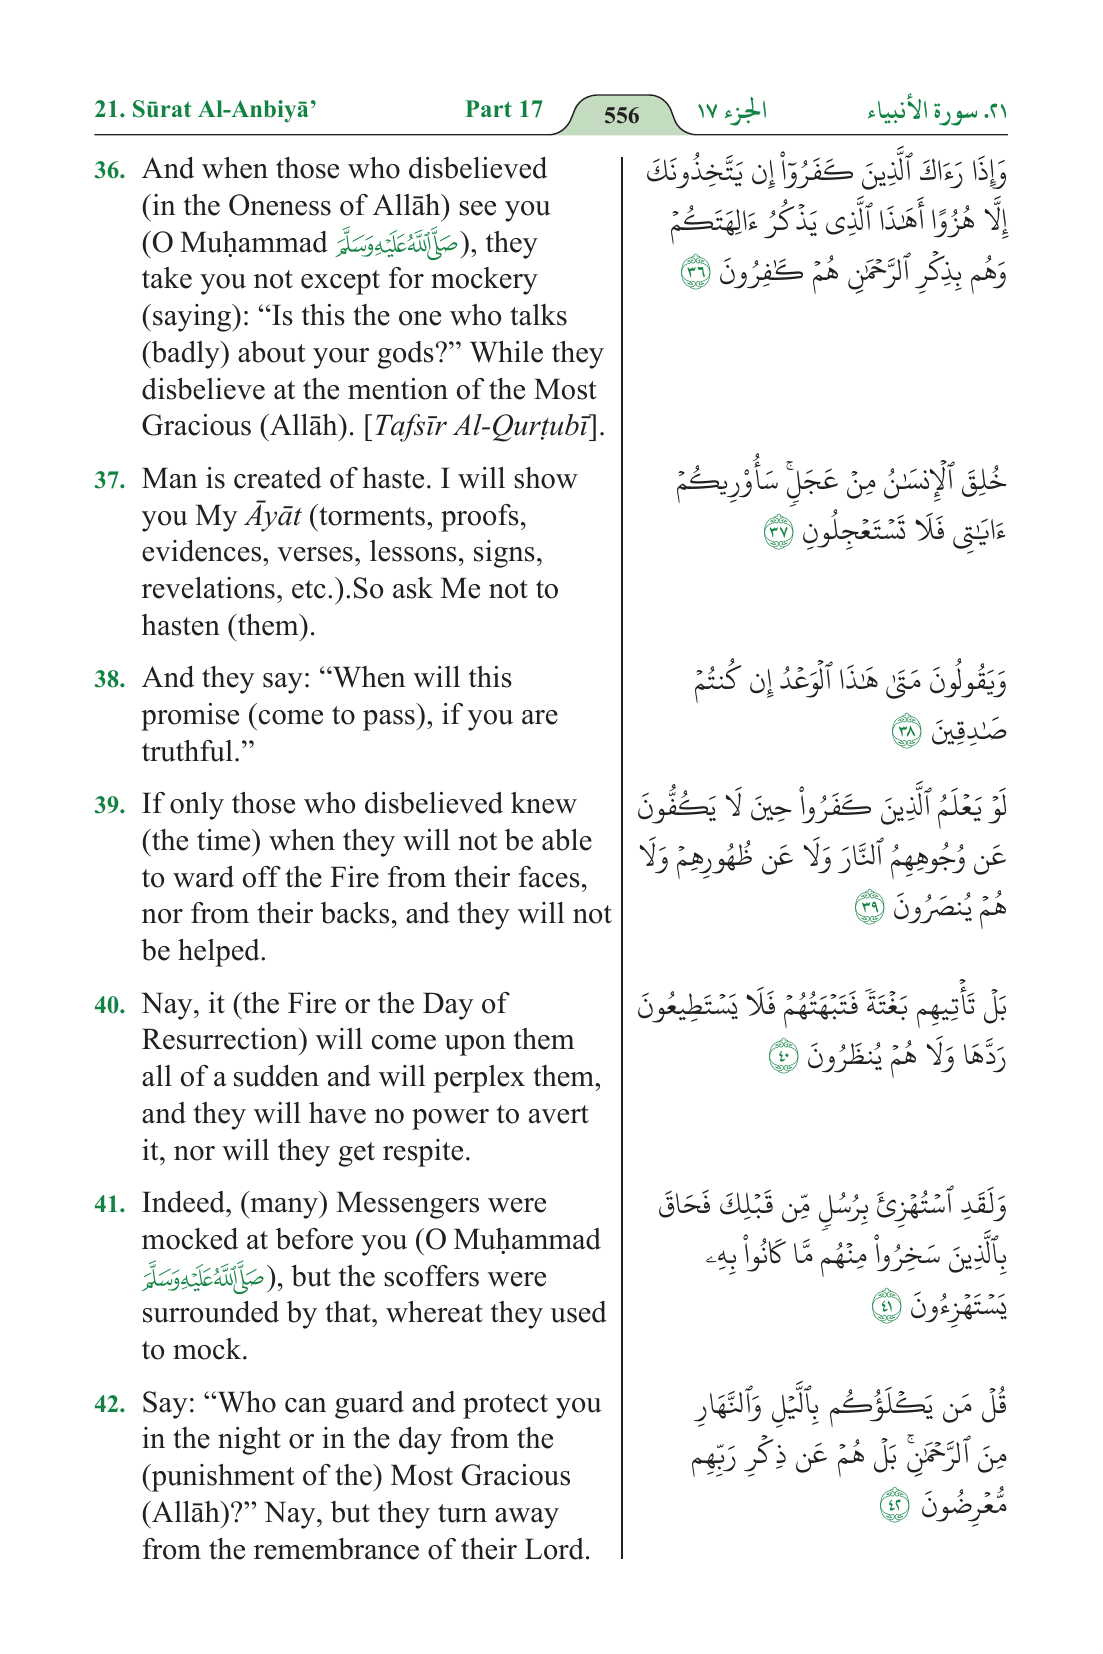 21. Sūrat Al-Anbiyā’ Part 17 556 الجزء ١٧ ٢١. سورة الأنبياء
36. And when those who disbelieved
(in the Oneness of Allāh) see you
(O Muḥammad صَلَّى ٱللَّهُ عَلَيْهِ وَسَلَّمَ), they
take you not except for mockery
(saying): “Is this the one who talks
(badly) about your gods?” While they
disbelieve at the mention of the Most
Gracious (Allāh). [Tafsīr Al-Qurṭubī].
وَإِذَا رَءَاكَ ٱلَّذِينَ كَفَرُوٓا۟ إِن يَتَّخِذُونَكَ
إِلَّا هُزُوًا أَهَـٰذَا ٱلَّذِى يَذْكُرُ ءَالِهَتَكُمْ
وَهُم بِذِكْرِ ٱلرَّحْمَـٰنِ هُمْ كَـٰفِرُونَ ٣٦
37. Man is created of haste. I will show
you My Āyāt (torments, proofs,
evidences, verses, lessons, signs,
revelations, etc.).So ask Me not to
hasten (them).
خُلِقَ ٱلْإِنسَـٰنُ مِنْ عَجَلٍ ۚ سَأُو۟رِيكُمْ
ءَايَـٰتِى فَلَا تَسْتَعْجِلُونِ ٣٧
38. And they say: “When will this
promise (come to pass), if you are
truthful.”
وَيَقُولُونَ مَتَىٰ هَـٰذَا ٱلْوَعْدُ إِن كُنتُمْ
صَـٰدِقِينَ ٣٨
39. If only those who disbelieved knew
(the time) when they will not be able
to ward off the Fire from their faces,
nor from their backs, and they will not
be helped.
لَوْ يَعْلَمُ ٱلَّذِينَ كَفَرُوا۟ حِينَ لَا يَكُفُّونَ
عَن وُجُوهِهِمُ ٱلنَّارَ وَلَا عَن ظُهُورِهِمْ وَلَا
هُمْ يُنصَرُونَ ٣٩
40. Nay, it (the Fire or the Day of
Resurrection) will come upon them
all of a sudden and will perplex them,
and they will have no power to avert
it, nor will they get respite.
بَلْ تَأْتِيهِم بَغْتَةً فَتَبْهَتُهُمْ فَلَا يَسْتَطِيعُونَ
رَدَّهَا وَلَا هُمْ يُنظَرُونَ ٤٠
41. Indeed, (many) Messengers were
mocked at before you (O Muḥammad
صَلَّى ٱللَّهُ عَلَيْهِ وَسَلَّمَ), but the scoffers were
surrounded by that, whereat they used
to mock.
وَلَقَدِ ٱسْتُهْزِئَ بِرُسُلٍ مِّن قَبْلِكَ فَحَاقَ
بِٱلَّذِينَ سَخِرُوا۟ مِنْهُم مَّا كَانُوا۟ بِهِۦ
يَسْتَهْزِءُونَ ٤١
42. Say: “Who can guard and protect you
in the night or in the day from the
(punishment of the) Most Gracious
(Allāh)?” Nay, but they turn away
from the remembrance of their Lord.
قُلْ مَن يَكْلَؤُكُم بِٱلَّيْلِ وَٱلنَّهَارِ
مِنَ ٱلرَّحْمَـٰنِ ۚ بَلْ هُمْ عَن ذِكْرِ رَبِّهِم
مُّعْرِضُونَ ٤٢